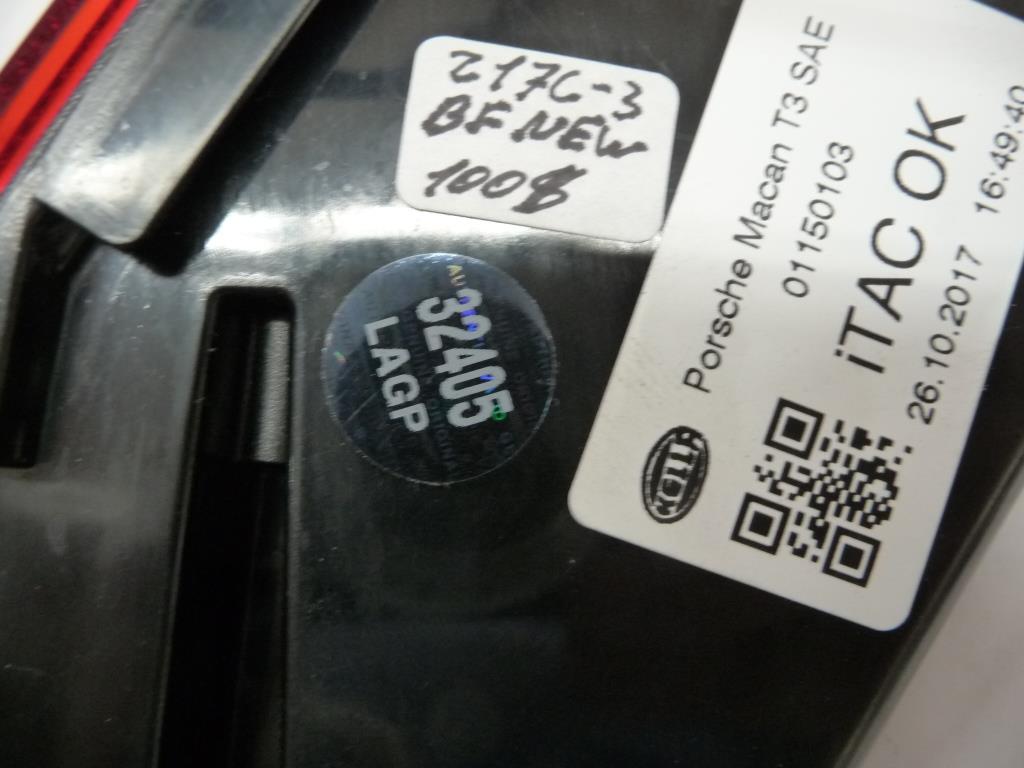 217C-3
BF NEW
100$
32405
LAGP
Porsche Macan T3 SAE
01150103
iTAC OK
26.10.2017 16:49:40
HELLA